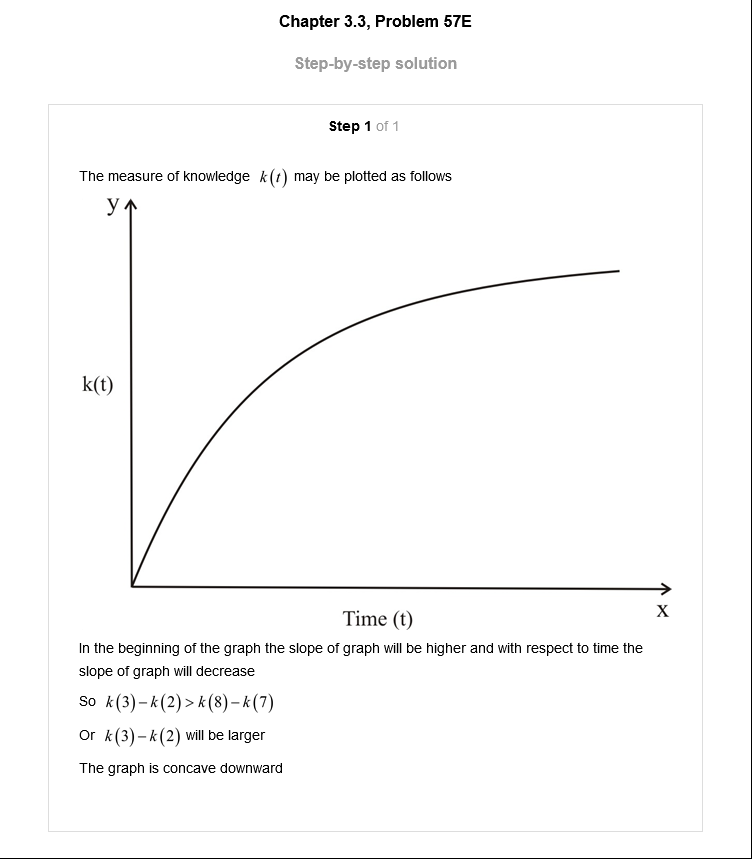 Chapter 3.3, Problem 57E
Step-by-step solution
Step 1 of 1
The measure of knowledge k(t) may be plotted as follows
y
k(t)
Time (t)
x
In the beginning of the graph the slope of graph will be higher and with respect to time the
slope of graph will decrease
So k(3)−k(2)>k(8)−k(7)
Or k(3)−k(2) will be larger
The graph is concave downward